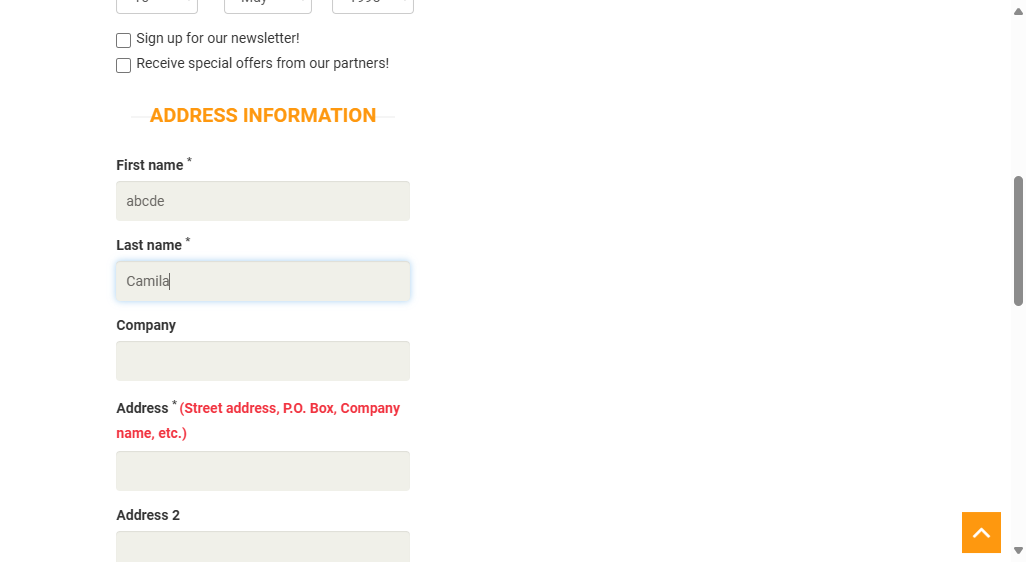 Sign up for our newsletter!
Receive special offers from our partners!
ADDRESS INFORMATION
First name *
abcde
Last name *
Camila
Company
Address * (Street address, P.O. Box, Company
name, etc.)
Address 2